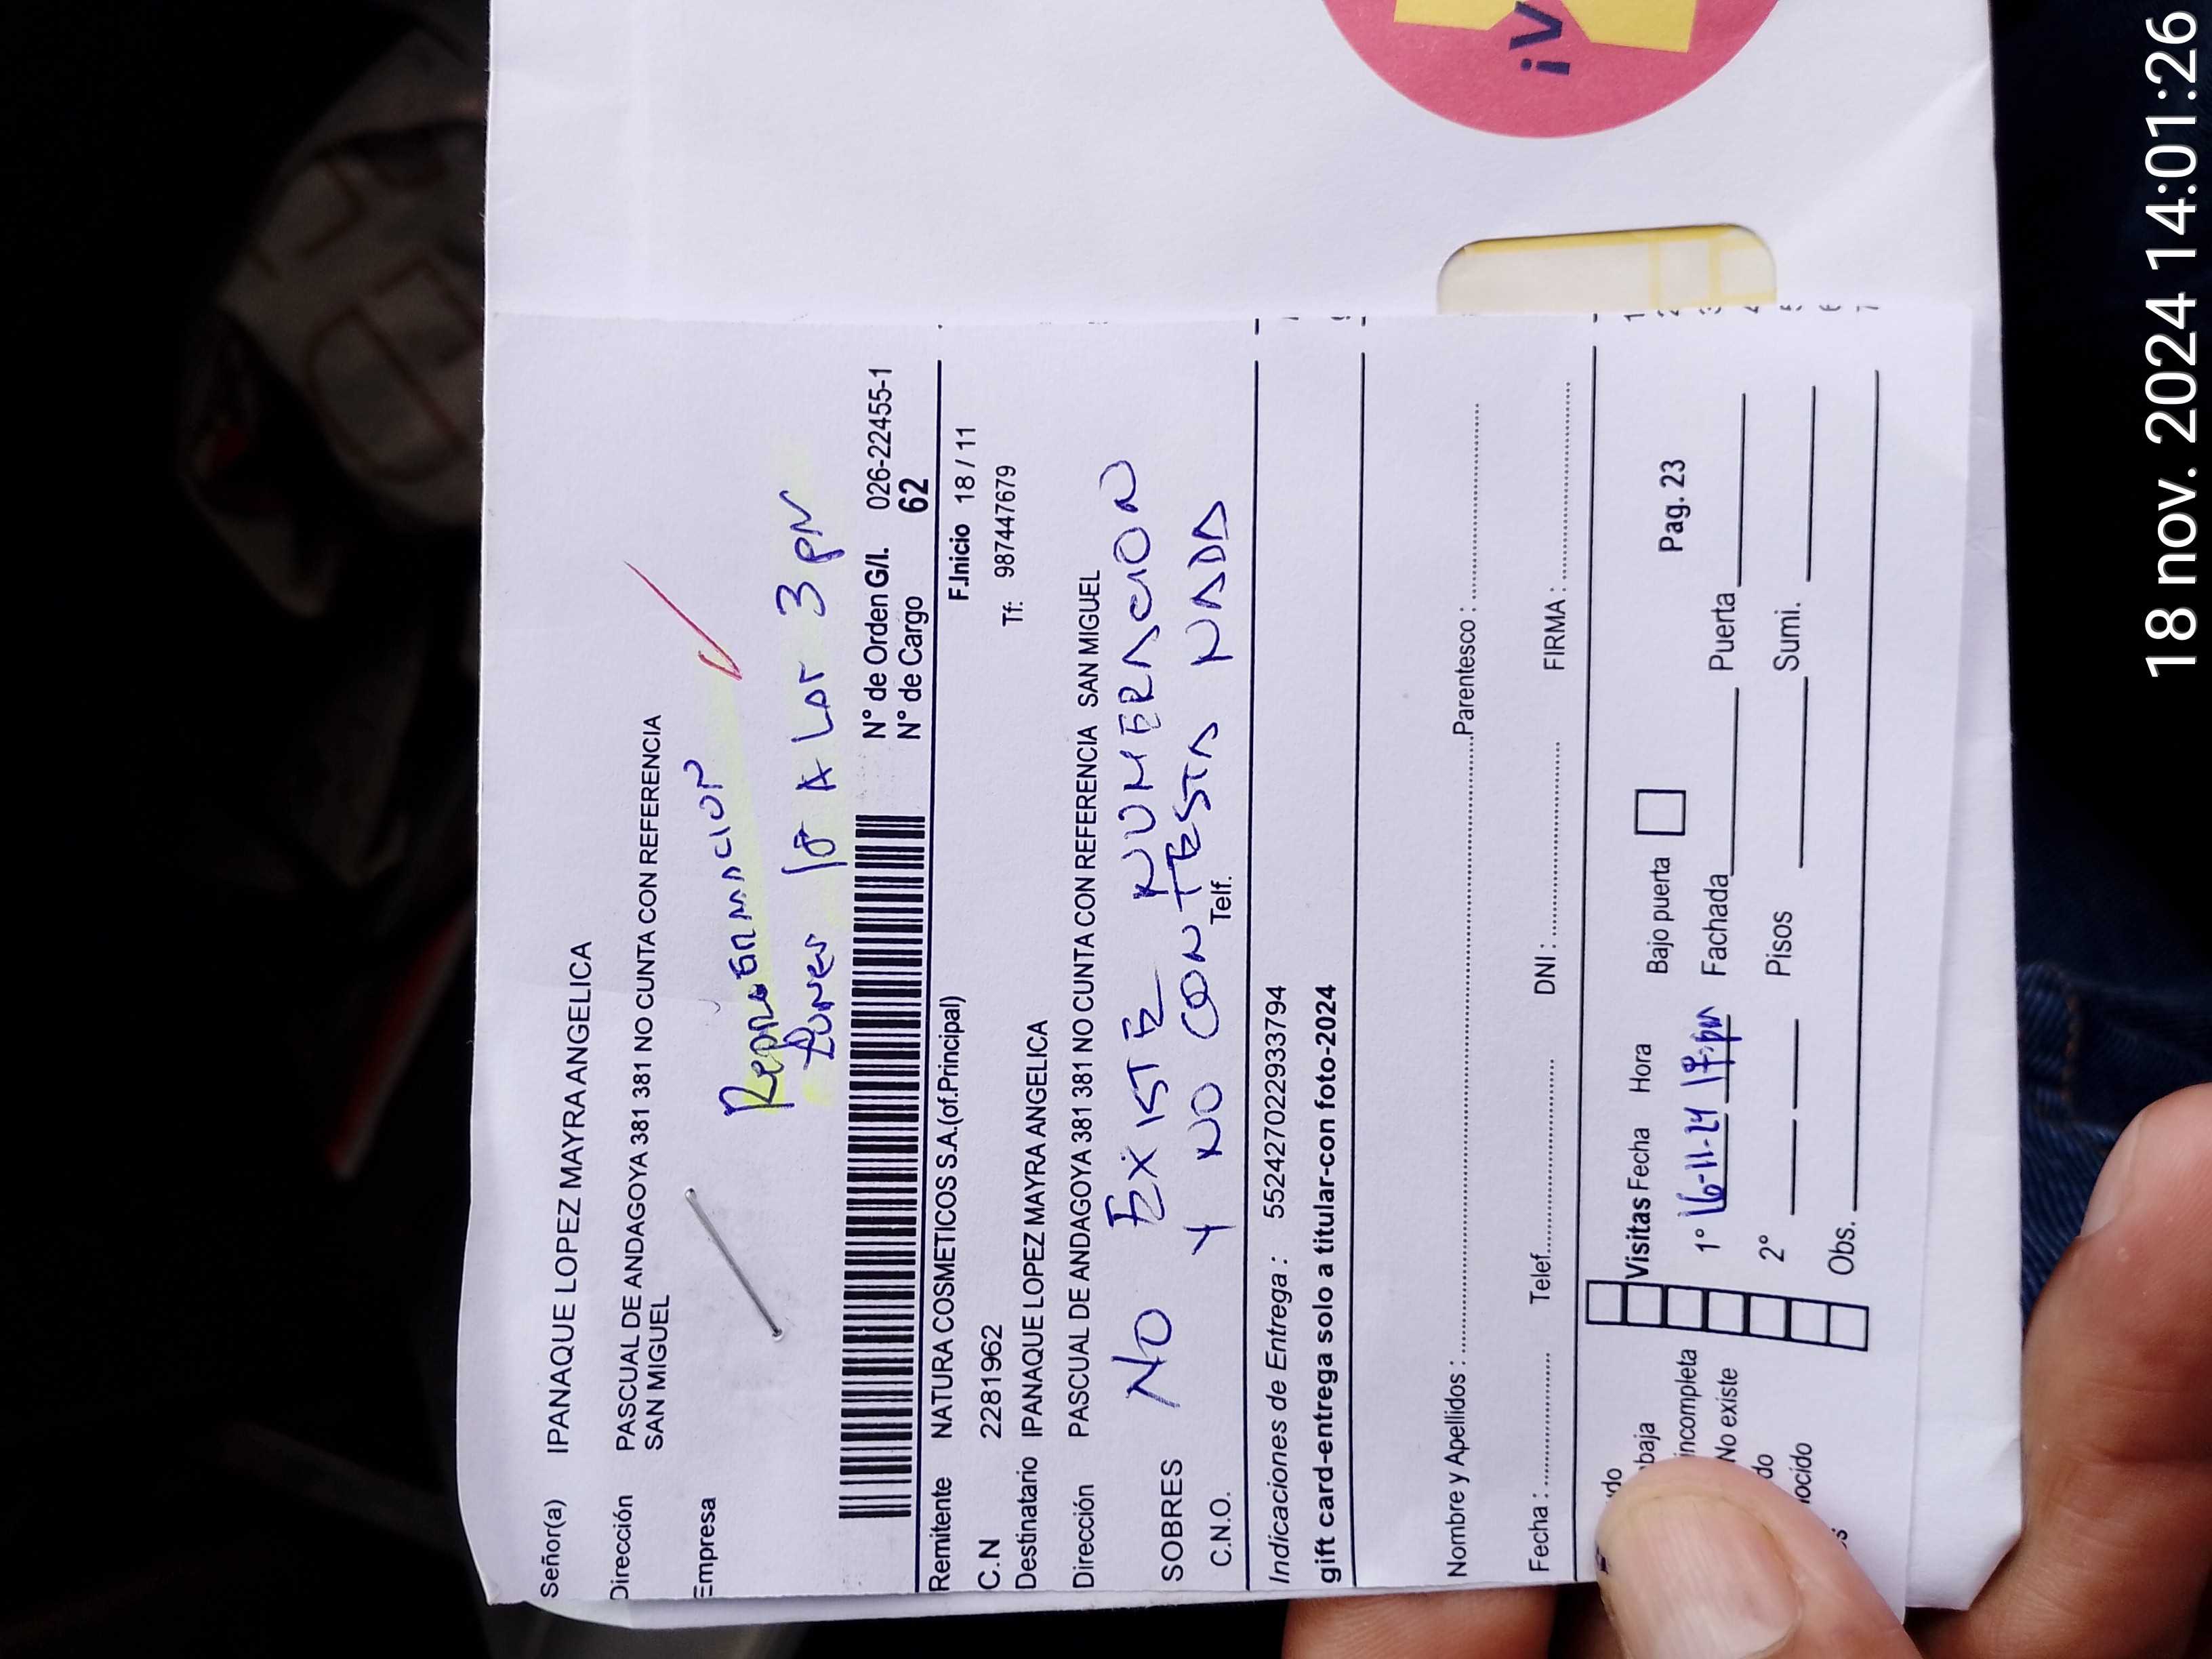 Señor(a) IPANAQUE LOPEZ MAYRA ANGELICA
Dirección PASCUAL DE ANDAGOYA 381 381 NO CUNTA CON REFERENCIA
SAN MIGUEL
Empresa
Reprogrmacion
Lunes 18 A Las 3 pm
N° de Orden G/I. 026-22455-1
N° de Cargo 62
Remitente NATURA COSMETICOS S.A.(of.Principal) F.Inicio 18 / 11
C.N 2281962 Tf: 987447679
Destinatario IPANAQUE LOPEZ MAYRA ANGELICA
Dirección PASCUAL DE ANDAGOYA 381 381 NO CUNTA CON REFERENCIA SAN MIGUEL
NO EXISTE NUMERACION
SOBRES
Y NO CONTESTA NADA
C.N.O. Telf.
Indicaciones de Entrega : 5524270022933794
gift card-entrega solo a titular-con foto-2024
Nombre y Apellidos : Parentesco :
Fecha : Telef. DNI : FIRMA :
Visitas Fecha Hora Bajo puerta Pag. 23
incompleta 1° 16-11-24 Fachada Puerta
No existe
2° Pisos Sumi.
Obs.
¡V
18 nov. 2024 14:01:26